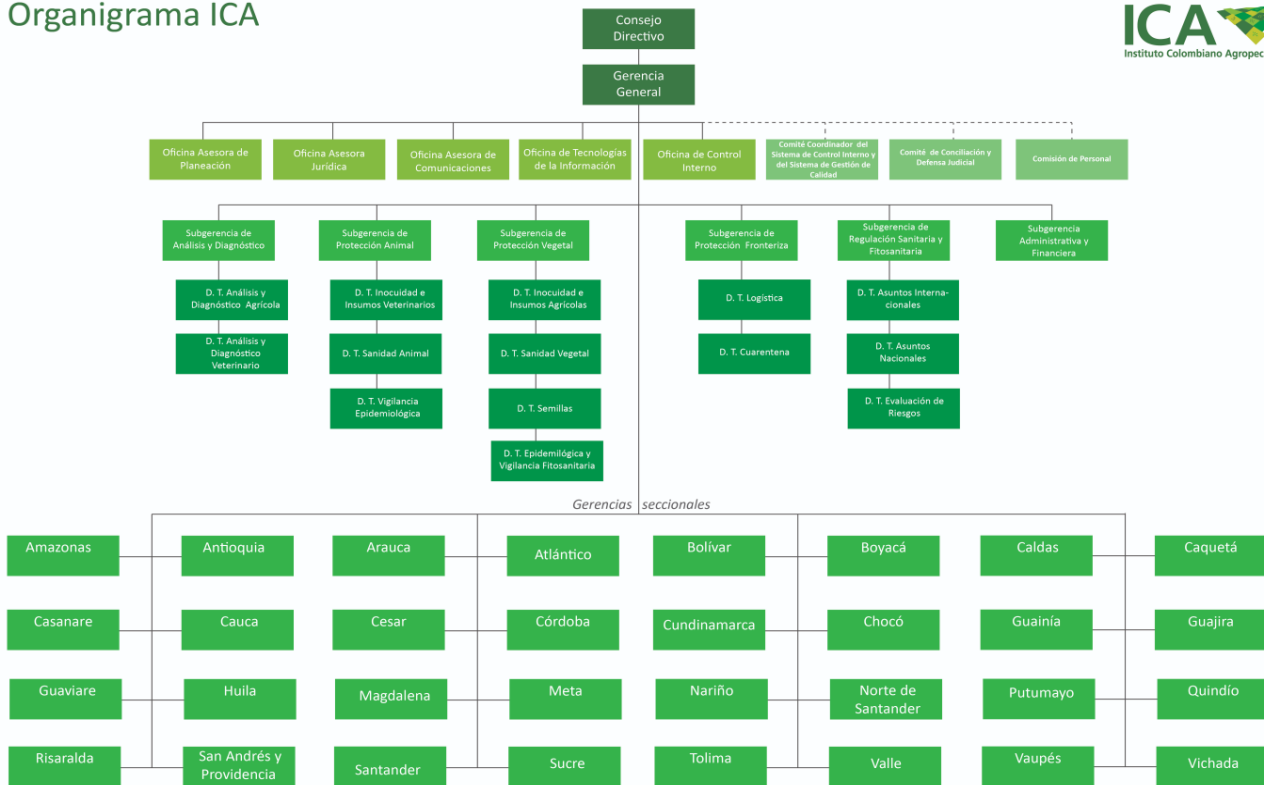 Organigrama ICA
ICA
Instituto Colombiano Agropec
Consejo
Directivo
Gerencia
General
Oficina Asesora de
Planeación
Oficina Asesora
Jurídica
Oficina Asesora de
Comunicaciones
Oficina de Tecnologías
de la Información
Oficina de Control
Interno
Comité Coordinador del
Sistema de Control Interno y
del Sistema de Gestión de
Calidad
Comité de Conciliación y
Defensa Judicial
Comisión de Personal
Subgerencia de
Análisis y Diagnóstico
Subgerencia de
Protección Animal
Subgerencia de
Protección Vegetal
Subgerencia de
Protección Fronteriza
Subgerencia de
Regulación Sanitaria y
Fitosanitaria
Subgerencia
Administrativa y
Financiera
D. T. Análisis y
Diagnóstico Agrícola
D. T. Inocuidad e
Insumos Veterinarios
D. T. Inocuidad e
Insumos Agrícolas
D. T. Logística
D. T. Asuntos Interna-
cionales
D. T. Análisis y
Diagnóstico
Veterinario
D. T. Sanidad Animal
D. T. Sanidad Vegetal
D. T. Cuarentena
D. T. Asuntos
Nacionales
D. T. Vigilancia
Epidemiológica
D. T. Semillas
D. T. Evaluación de
Riesgos
D. T. Epidemilógica y
Vigilancia Fitosanitaria
Gerencias seccionales
Amazonas
Antioquia
Arauca
Atlántico
Bolívar
Boyacá
Caldas
Caquetá
Casanare
Cauca
Cesar
Córdoba
Cundinamarca
Chocó
Guainía
Guajira
Guaviare
Huila
Magdalena
Meta
Nariño
Norte de
Santander
Putumayo
Quindío
Risaralda
San Andrés y
Providencia
Santander
Sucre
Tolima
Valle
Vaupés
Vichada